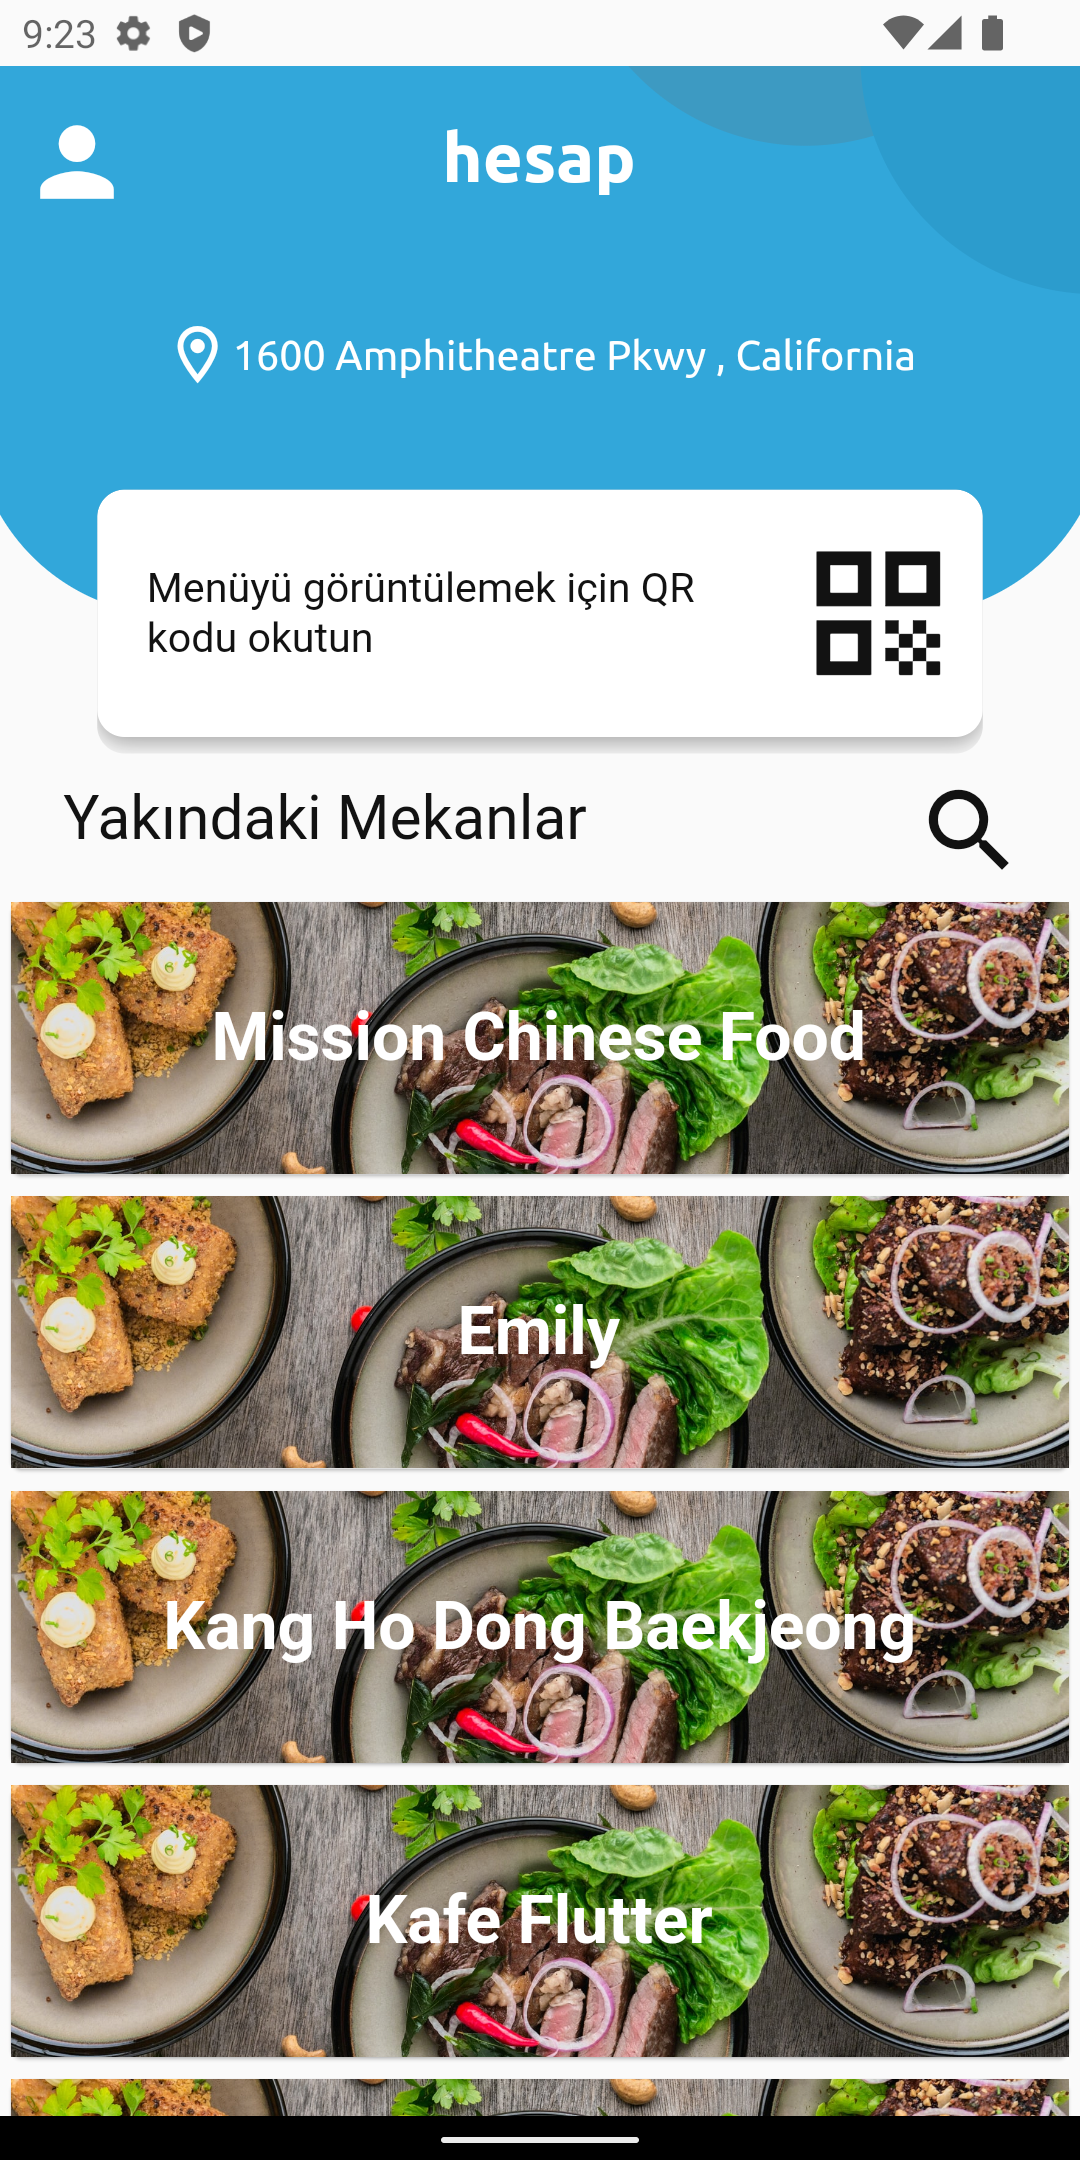 9:23
hesap
1600 Amphitheatre Pkwy , California
Menüyü görüntülemek için QR
kodu okutun
Yakındaki Mekanlar
Mission Chinese Food
Emily
Kang Ho Dong Baekjeong
Kafe Flutter